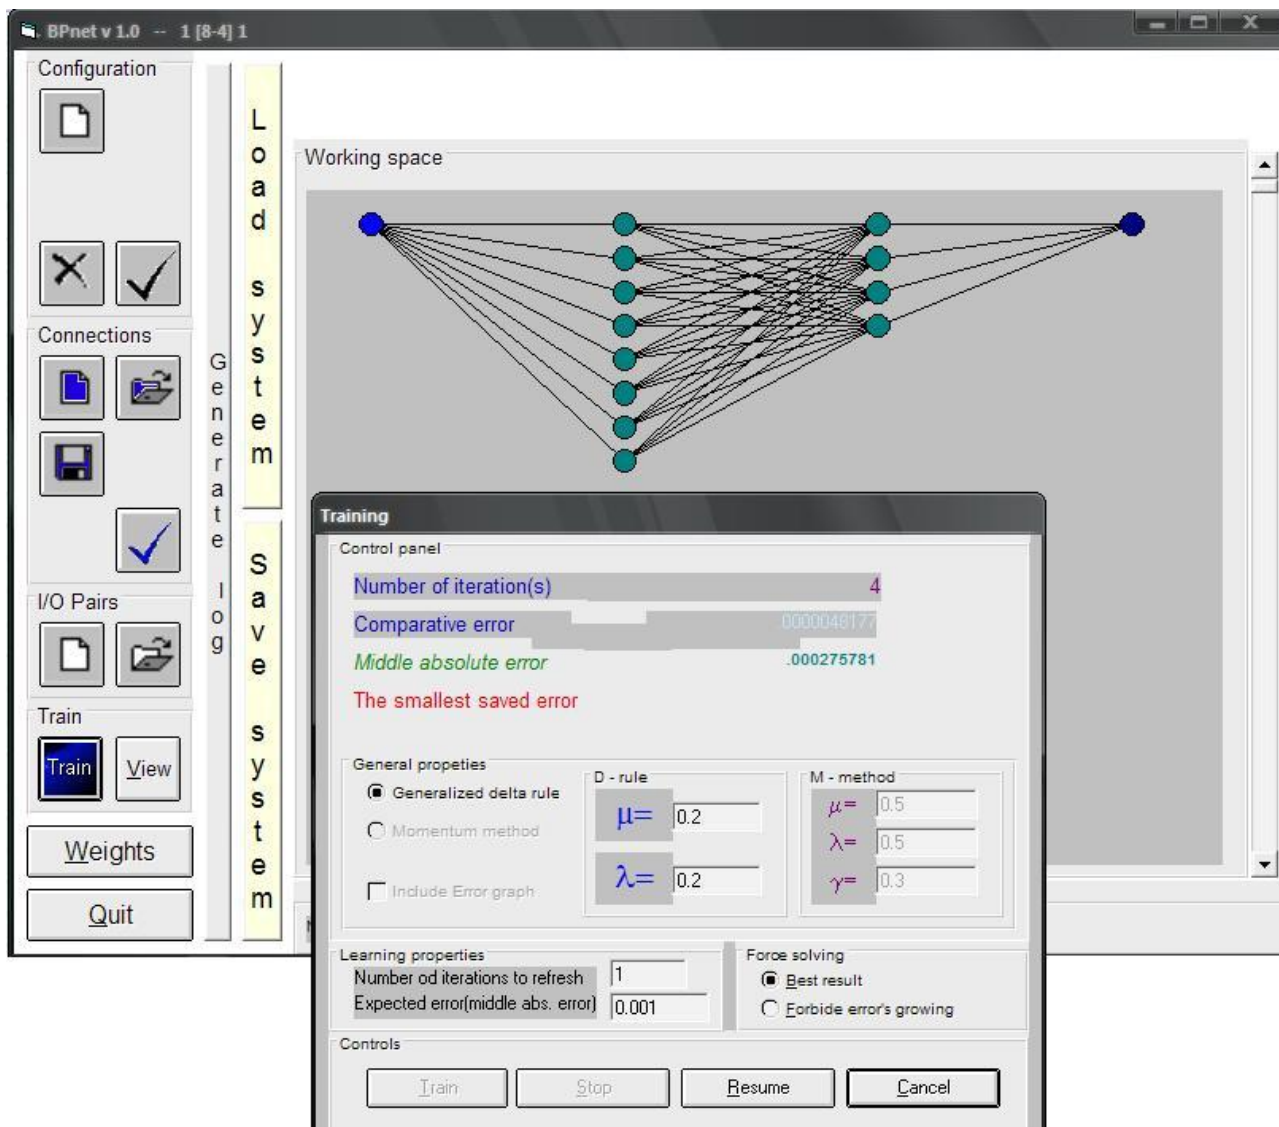 BPnet v 1.0 -- 1 [8-4] 1
Configuration
Connections
I/O Pairs
Train
Train
View
Weights
Quit
Generate log
Load system
Save system
Working space
Training
Control panel
Number of iteration(s) 4
Comparative error .0000048177
Middle absolute error .000275781
The smallest saved error
General propeties
Generalized delta rule
Momentum method
Include Error graph
D - rule
μ= 0.2
λ= 0.2
M - method
μ= 0.5
λ= 0.5
γ= 0.3
Learning properties
Number od iterations to refresh 1
Expected error(middle abs. error) 0.001
Force solving
Best result
Forbide error's growing
Controls
Train
Stop
Resume
Cancel